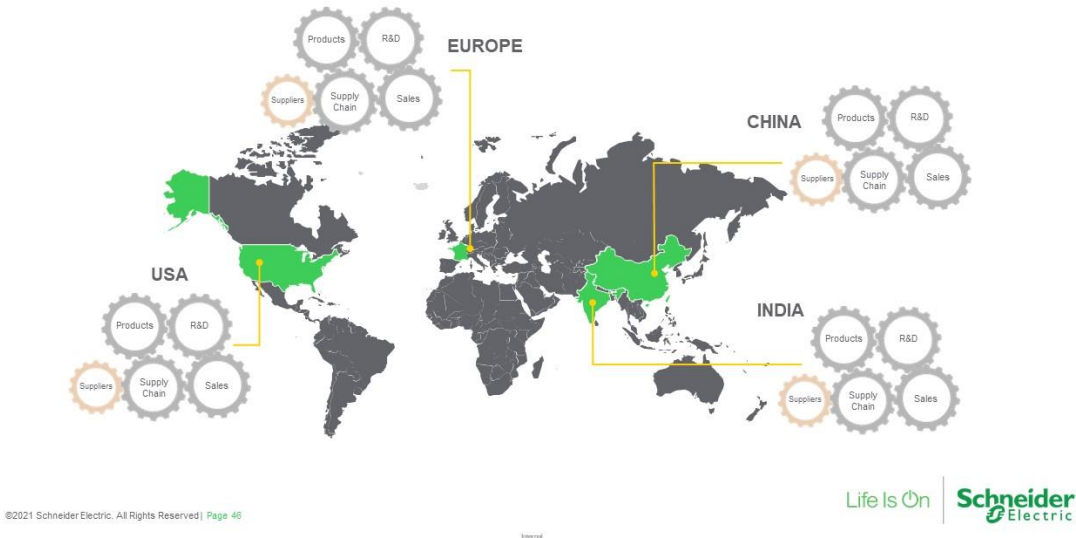 Products
R&D
EUROPE
Suppliers
Supply
Chain
Sales
CHINA
Products
R&D
Suppliers
Supply
Chain
Sales
USA
Products
R&D
Suppliers
Supply
Chain
Sales
INDIA
Products
R&D
Suppliers
Supply
Chain
Sales
Life Is On
Schneider
Electric
©2021 Schneider Electric. All Rights Reserved | Page 46
Internal